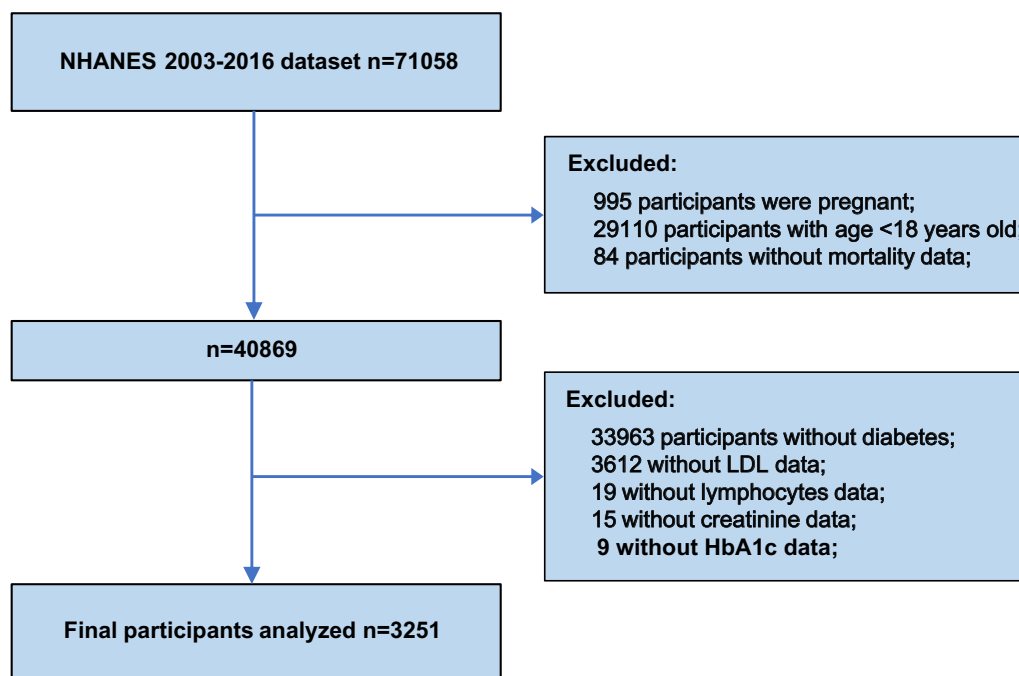 NHANES 2003-2016 dataset n=71058
Excluded:
995 participants were pregnant;
29110 participants with age <18 years old;
84 participants without mortality data;
n=40869
Excluded:
33963 participants without diabetes;
3612 without LDL data;
19 without lymphocytes data;
15 without creatinine data;
9 without HbA1c data;
Final participants analyzed n=3251